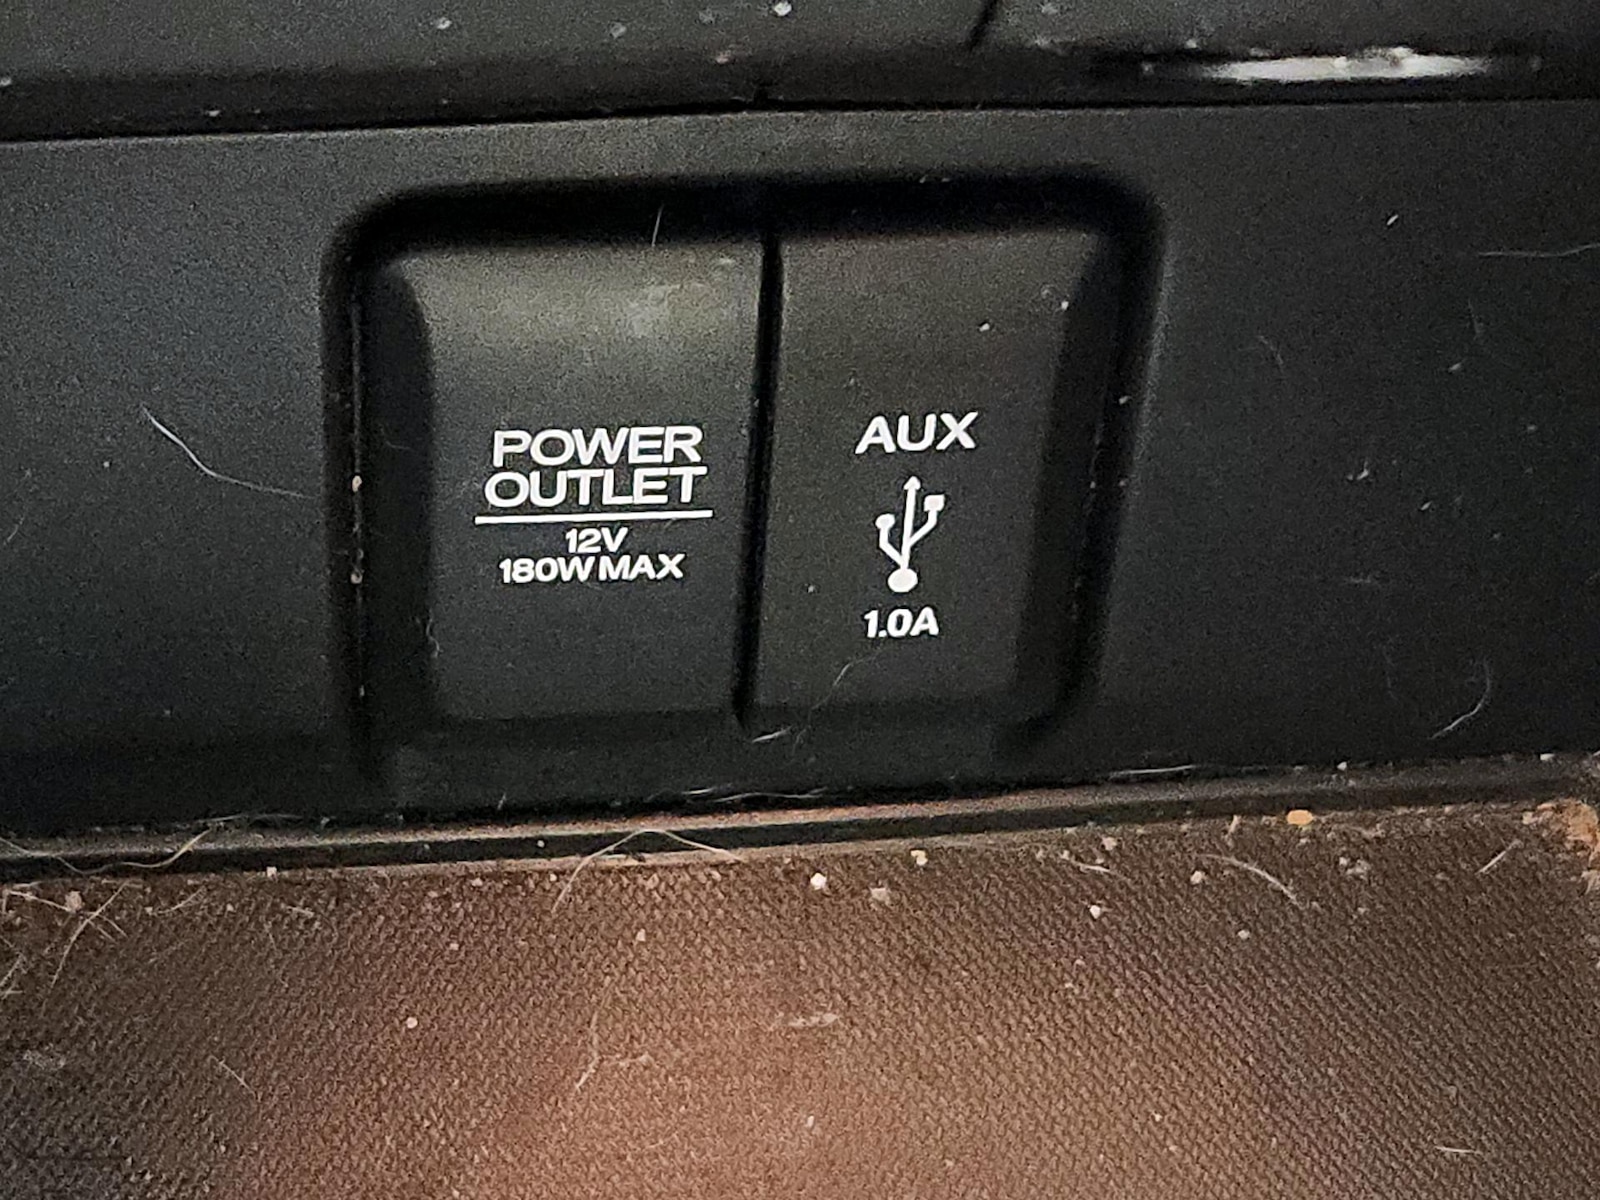 POWER
OUTLET
12V
180W MAX
AUX
1.0A